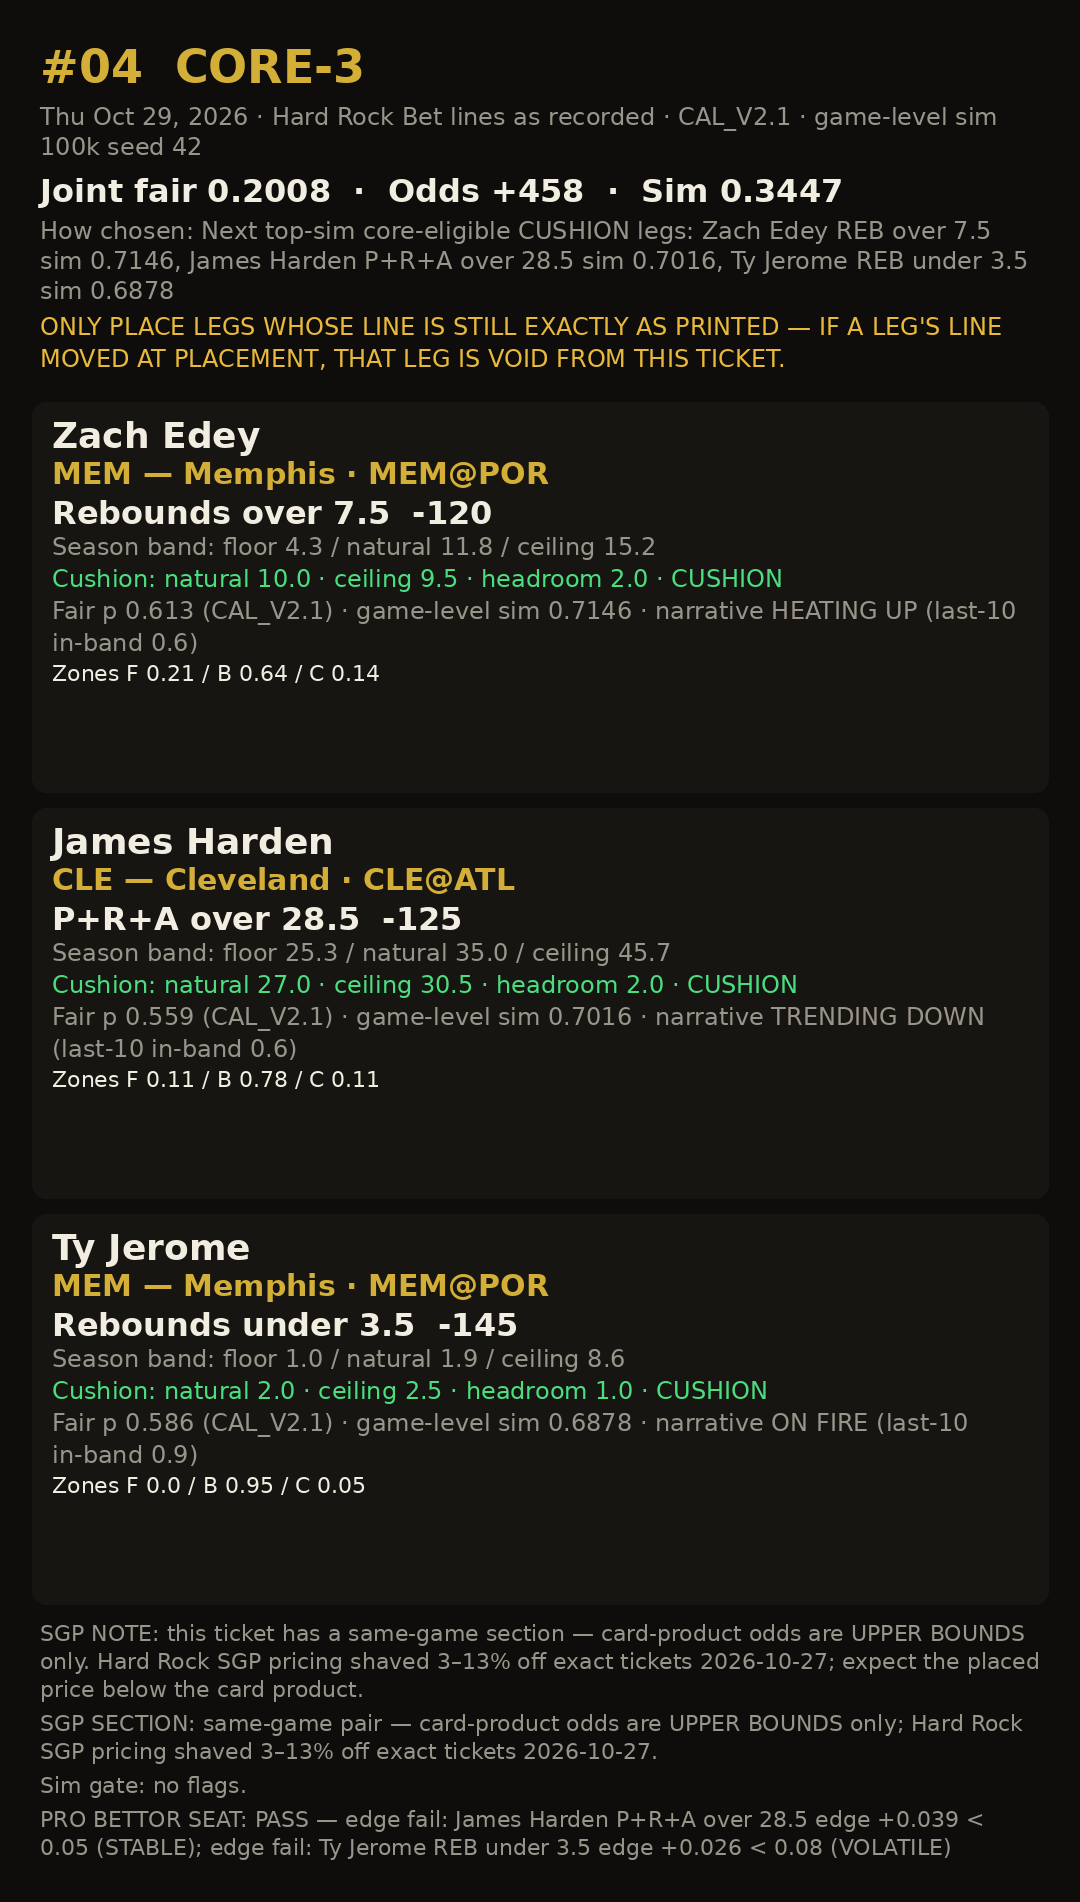 #04 CORE-3
Thu Oct 29, 2026 · Hard Rock Bet lines as recorded · CAL_V2.1 · game-level sim
100k seed 42
Joint fair 0.2008 · Odds +458 · Sim 0.3447
How chosen: Next top-sim core-eligible CUSHION legs: Zach Edey REB over 7.5
sim 0.7146, James Harden P+R+A over 28.5 sim 0.7016, Ty Jerome REB under 3.5
sim 0.6878
ONLY PLACE LEGS WHOSE LINE IS STILL EXACTLY AS PRINTED — IF A LEG'S LINE
MOVED AT PLACEMENT, THAT LEG IS VOID FROM THIS TICKET.
Zach Edey
MEM — Memphis · MEM@POR
Rebounds over 7.5 -120
Season band: floor 4.3 / natural 11.8 / ceiling 15.2
Cushion: natural 10.0 · ceiling 9.5 · headroom 2.0 · CUSHION
Fair p 0.613 (CAL_V2.1) · game-level sim 0.7146 · narrative HEATING UP (last-10
in-band 0.6)
Zones F 0.21 / B 0.64 / C 0.14
James Harden
CLE — Cleveland · CLE@ATL
P+R+A over 28.5 -125
Season band: floor 25.3 / natural 35.0 / ceiling 45.7
Cushion: natural 27.0 · ceiling 30.5 · headroom 2.0 · CUSHION
Fair p 0.559 (CAL_V2.1) · game-level sim 0.7016 · narrative TRENDING DOWN
(last-10 in-band 0.6)
Zones F 0.11 / B 0.78 / C 0.11
Ty Jerome
MEM — Memphis · MEM@POR
Rebounds under 3.5 -145
Season band: floor 1.0 / natural 1.9 / ceiling 8.6
Cushion: natural 2.0 · ceiling 2.5 · headroom 1.0 · CUSHION
Fair p 0.586 (CAL_V2.1) · game-level sim 0.6878 · narrative ON FIRE (last-10
in-band 0.9)
Zones F 0.0 / B 0.95 / C 0.05
SGP NOTE: this ticket has a same-game section — card-product odds are UPPER BOUNDS
only. Hard Rock SGP pricing shaved 3–13% off exact tickets 2026-10-27; expect the placed
price below the card product.
SGP SECTION: same-game pair — card-product odds are UPPER BOUNDS only; Hard Rock
SGP pricing shaved 3–13% off exact tickets 2026-10-27.
Sim gate: no flags.
PRO BETTOR SEAT: PASS — edge fail: James Harden P+R+A over 28.5 edge +0.039 <
0.05 (STABLE); edge fail: Ty Jerome REB under 3.5 edge +0.026 < 0.08 (VOLATILE)